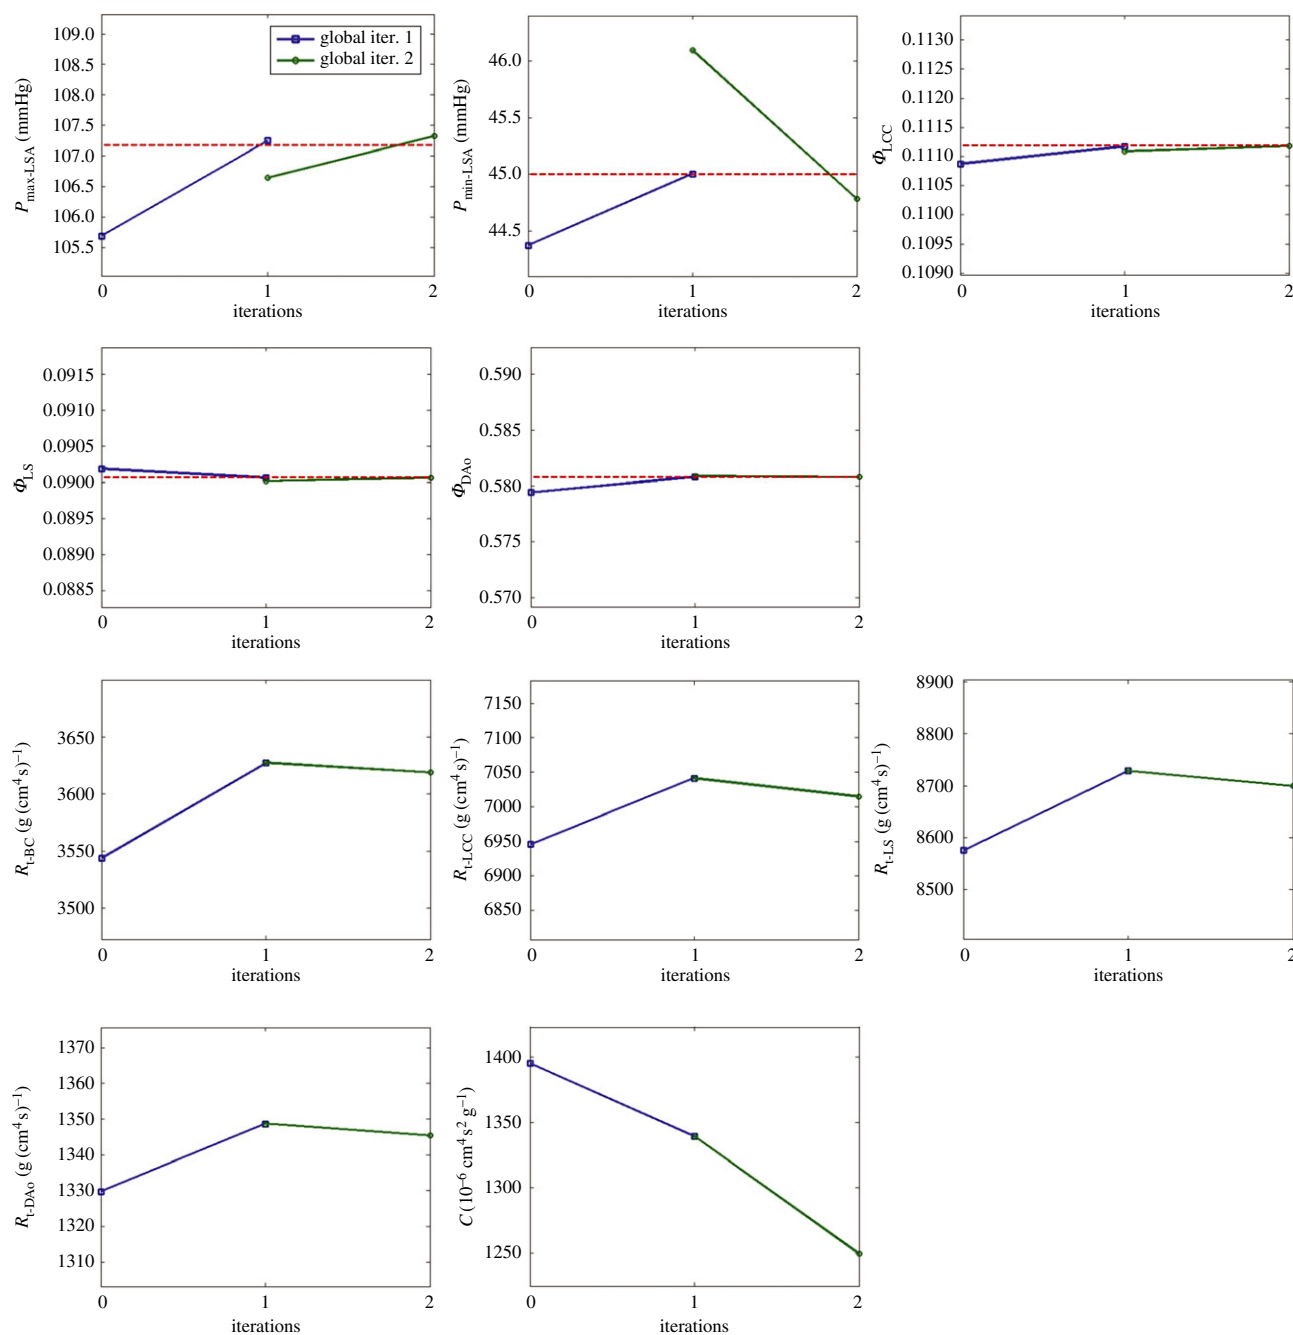 109.0
108.5
108.0
107.5
107.0
106.5
106.0
105.5
P max-LSA (mmHg)
global iter. 1
global iter. 2
0 1 2
iterations
46.0
45.5
45.0
44.5
P min-LSA (mmHg)
0 1 2
iterations
0.1130
0.1125
0.1120
0.1115
0.1110
0.1105
0.1100
0.1095
0.1090
Φ LCC
0 1 2
iterations
0.0915
0.0910
0.0905
0.0900
0.0895
0.0890
0.0885
Φ LS
0 1 2
iterations
0.590
0.585
0.580
0.575
0.570
Φ DAo
0 1 2
iterations
3650
3600
3550
3500
R t-BC (g (cm⁴ s)⁻¹)
0 1 2
iterations
7150
7100
7050
7000
6950
6900
6850
R t-LCC (g (cm⁴ s)⁻¹)
0 1 2
iterations
8900
8800
8700
8600
8500
R t-LS (g (cm⁴ s)⁻¹)
0 1 2
iterations
1370
1360
1350
1340
1330
1320
1310
R t-DAo (g (cm⁴ s)⁻¹)
0 1 2
iterations
1400
1350
1300
1250
C (10⁻⁶ cm⁴ s² g⁻¹)
0 1 2
iterations